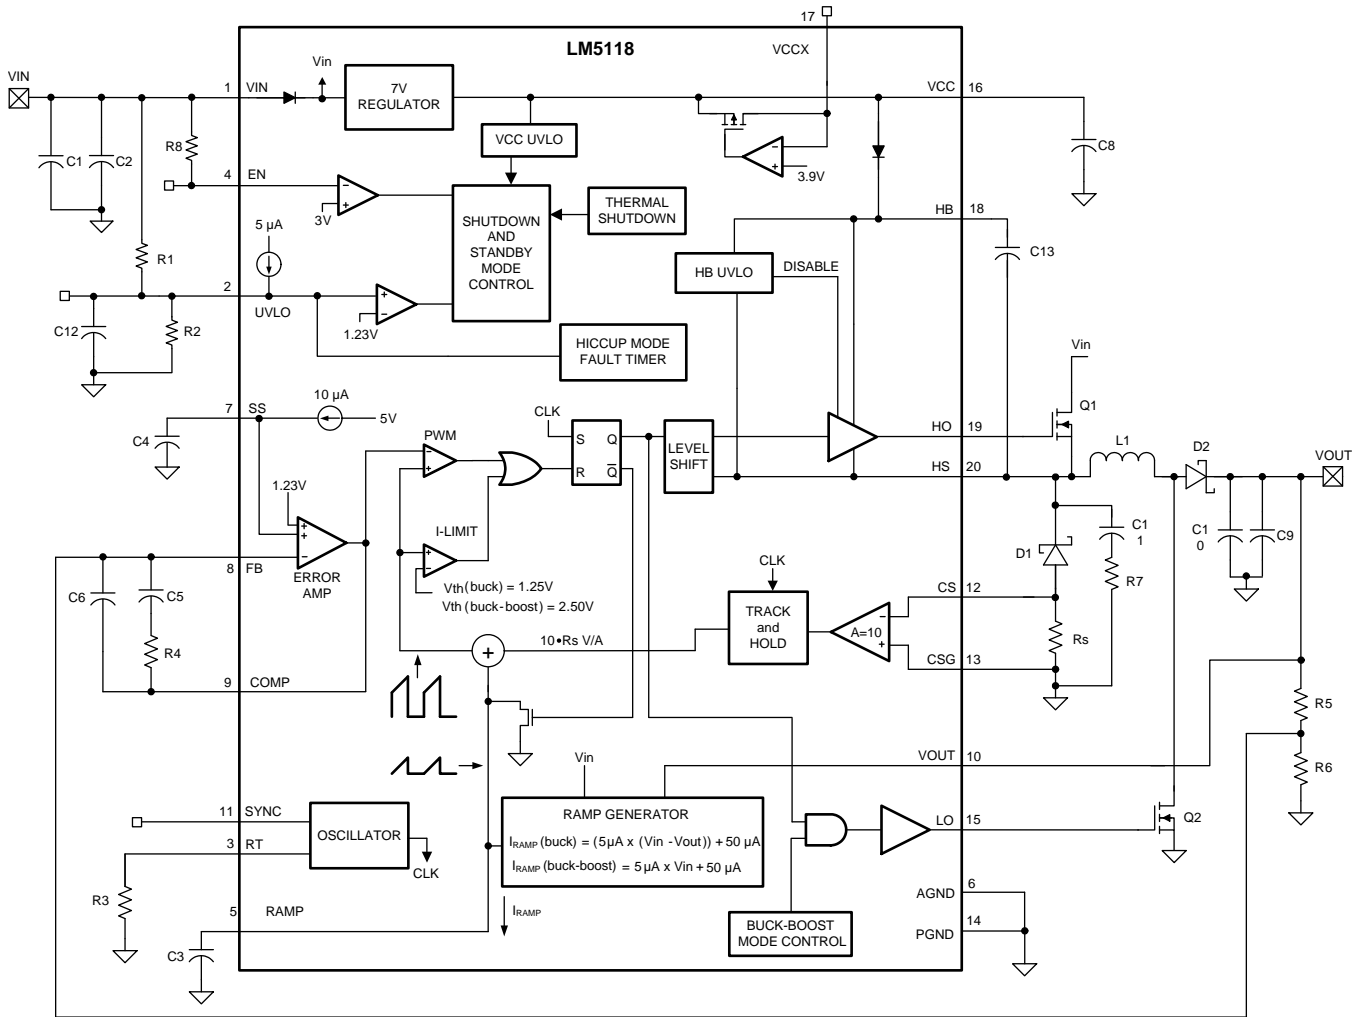 17
LM5118
VCCX
VIN
1
VIN
Vin
7V
REGULATOR
VCC
16
C1
C2
R8
VCC UVLO
C8
3.9V
4
EN
3V
SHUTDOWN
AND
STANDBY
MODE
CONTROL
THERMAL
SHUTDOWN
HB
18
5 µA
R1
C13
HB UVLO
DISABLE
2
UVLO
C12
R2
1.23V
HICCUP MODE
FAULT TIMER
Vin
Q1
7
SS
10 µA
5V
C4
CLK
PWM
S
Q
R
Q̅
LEVEL
SHIFT
HO
19
HS
20
L1
D2
VOUT
1.23V
I-LIMIT
Vth(buck) = 1.25V
Vth(buck-boost) = 2.50V
8
FB
ERROR
AMP
D1
C1
1
R7
C1
0
C9
C6
C5
R4
CLK
TRACK
and
HOLD
A=10
CS
12
Rs
CSG
13
10•Rs V/A
+
9
COMP
R5
R6
Vin
VOUT
10
RAMP GENERATOR
IRAMP(buck) = (5µA x (Vin -Vout)) + 50 µA
IRAMP(buck-boost) = 5µA x Vin + 50 µA
11
SYNC
OSCILLATOR
3
RT
CLK
LO
15
Q2
R3
5
RAMP
IRAMP
C3
BUCK-BOOST
MODE CONTROL
6
AGND
14
PGND